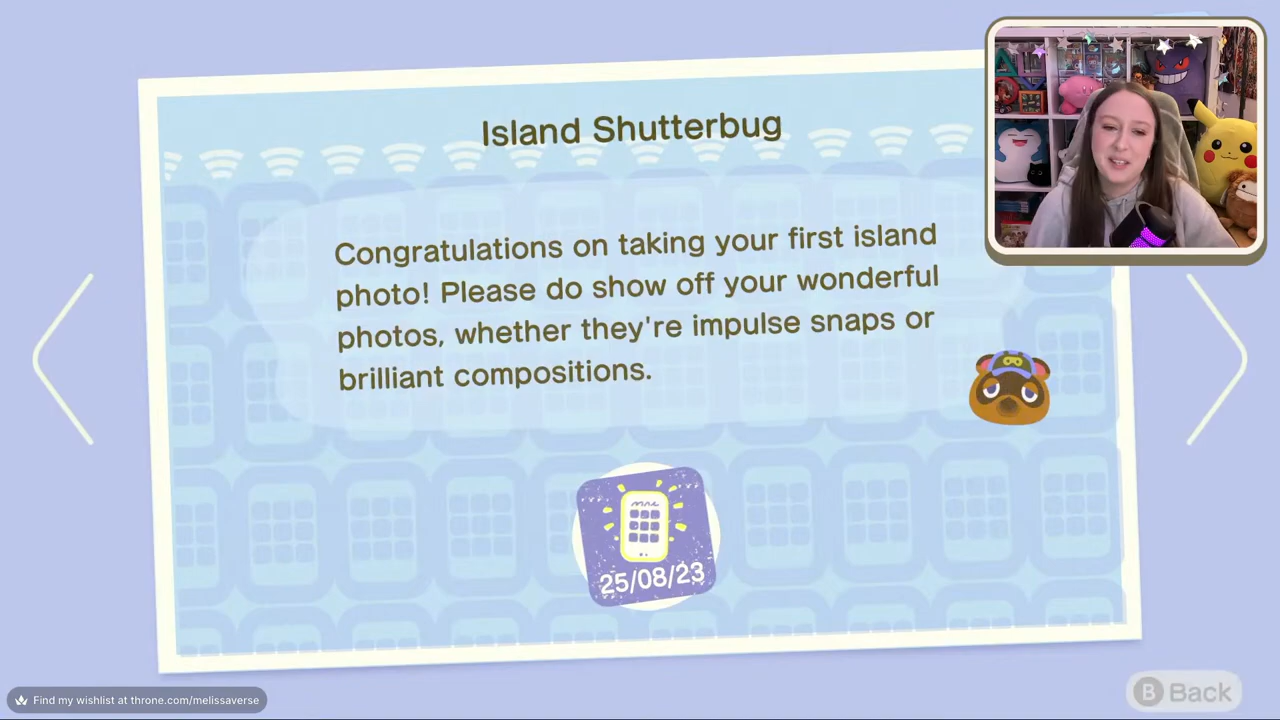 Island Shutterbug
Congratulations on taking your first island
photo! Please do show off your wonderful
photos, whether they're impulse snaps or
brilliant compositions.
25/08/23
Find my wishlist at throne.com/melissaverse
B Back